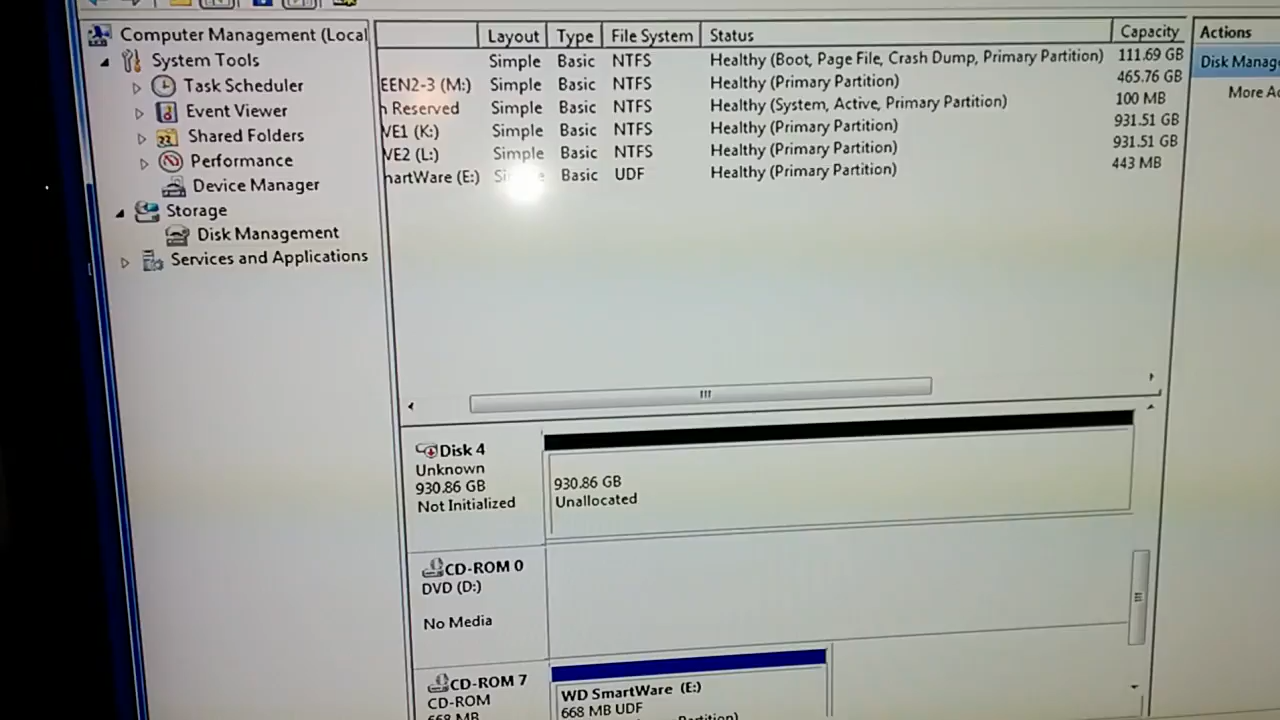 Computer Management (Local
System Tools
Task Scheduler
Event Viewer
Shared Folders
Performance
Device Manager
Storage
Disk Management
Services and Applications
Layout Type File System Status Capacity
Simple Basic NTFS Healthy (Boot, Page File, Crash Dump, Primary Partition) 111.69 GB
EEN2-3 (M:) Simple Basic NTFS Healthy (Primary Partition) 465.76 GB
n Reserved Simple Basic NTFS Healthy (System, Active, Primary Partition) 100 MB
VE1 (K:) Simple Basic NTFS Healthy (Primary Partition) 931.51 GB
VE2 (L:) Simple Basic NTFS Healthy (Primary Partition) 931.51 GB
martWare (E:) Basic UDF Healthy (Primary Partition) 443 MB
Actions
Disk Manag
More Ac
Disk 4
Unknown
930.86 GB
Not Initialized
930.86 GB
Unallocated
CD-ROM 0
DVD (D:)
No Media
CD-ROM 7
CD-ROM
668 MB
WD SmartWare (E:)
668 MB UDF
Partition)